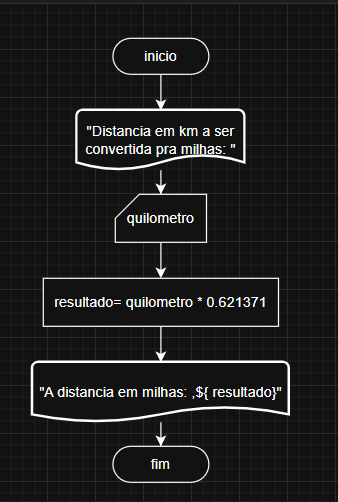 inicio
"Distancia em km a ser
convertida pra milhas: "
quilometro
resultado= quilometro * 0.621371
"A distancia em milhas: ,${ resultado}"
fim